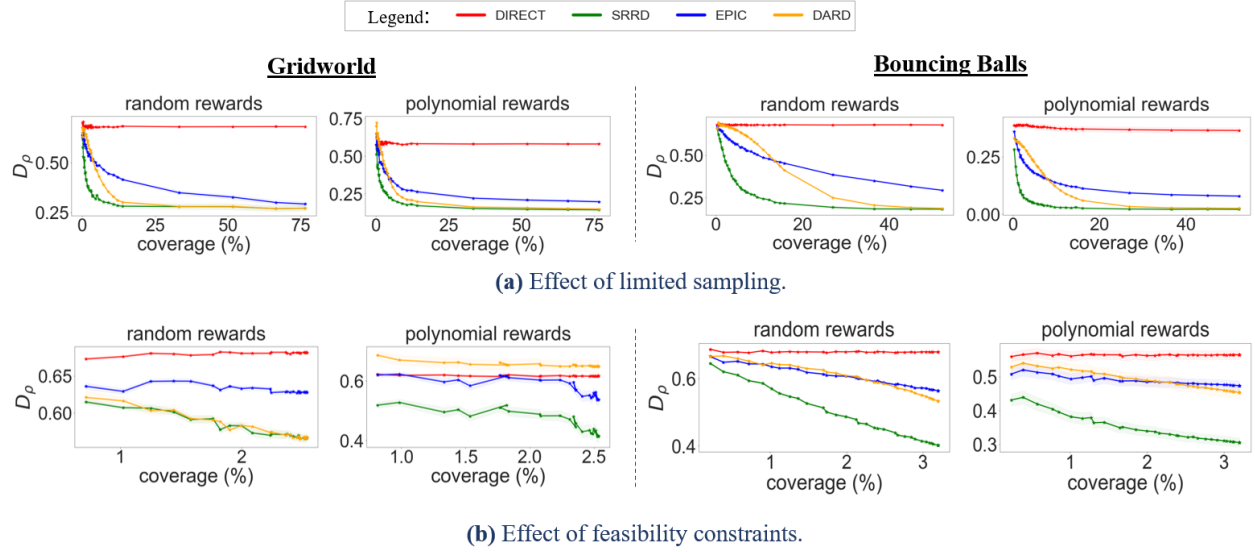 Legend: DIRECT SRRD EPIC DARD
Gridworld
Bouncing Balls
random rewards
polynomial rewards
random rewards
polynomial rewards
Dρ
0.50
0.25
0 25 50 75
coverage (%)
0.75
0.50
0.25
0 25 50 75
coverage (%)
Dρ
0.50
0.25
0 20 40
coverage (%)
0.25
0.00
0 20 40
coverage (%)
(a) Effect of limited sampling.
random rewards
polynomial rewards
random rewards
polynomial rewards
Dρ
0.65
0.60
1 2
coverage (%)
0.6
0.4
1.0 1.5 2.0 2.5
coverage (%)
Dρ
0.6
0.4
1 2 3
coverage (%)
0.5
0.4
0.3
1 2 3
coverage (%)
(b) Effect of feasibility constraints.